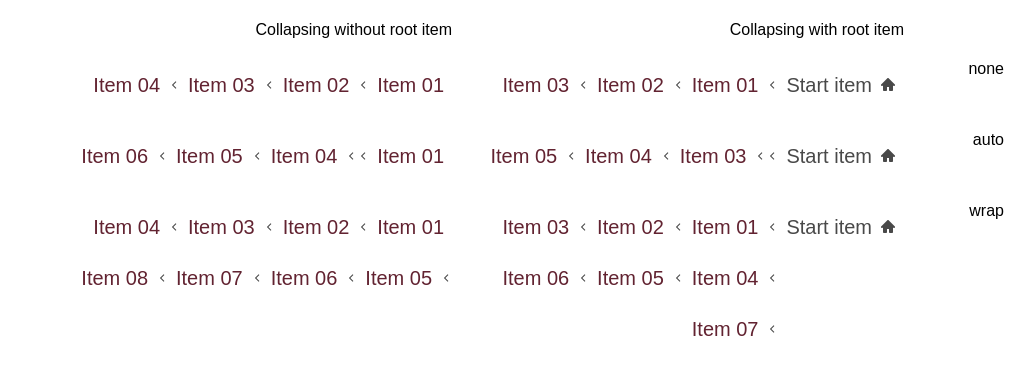 Collapsing without root item Collapsing with root item
Item 04 ‹ Item 03 ‹ Item 02 ‹ Item 01 Item 03 ‹ Item 02 ‹ Item 01 ‹ Start item none
Item 06 ‹ Item 05 ‹ Item 04 ‹ ‹ Item 01 Item 05 ‹ Item 04 ‹ Item 03 ‹ ‹ Start item auto
Item 04 ‹ Item 03 ‹ Item 02 ‹ Item 01 Item 03 ‹ Item 02 ‹ Item 01 ‹ Start item wrap
Item 08 ‹ Item 07 ‹ Item 06 ‹ Item 05 ‹ Item 06 ‹ Item 05 ‹ Item 04 ‹
Item 07 ‹